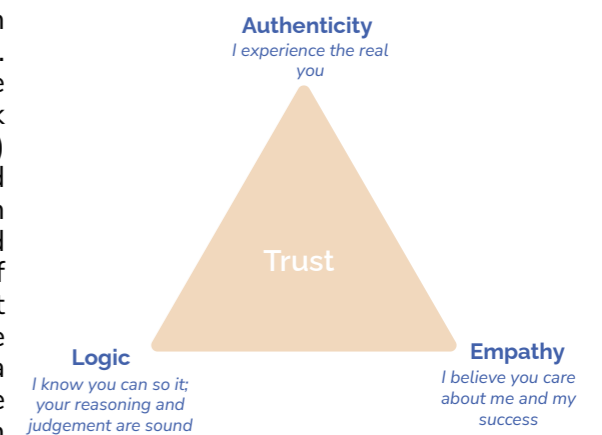 Authenticity
I experience the real
you
Trust
Logic
I know you can so it;
your reasoning and
judgement are sound
Empathy
I believe you care
about me and my
success